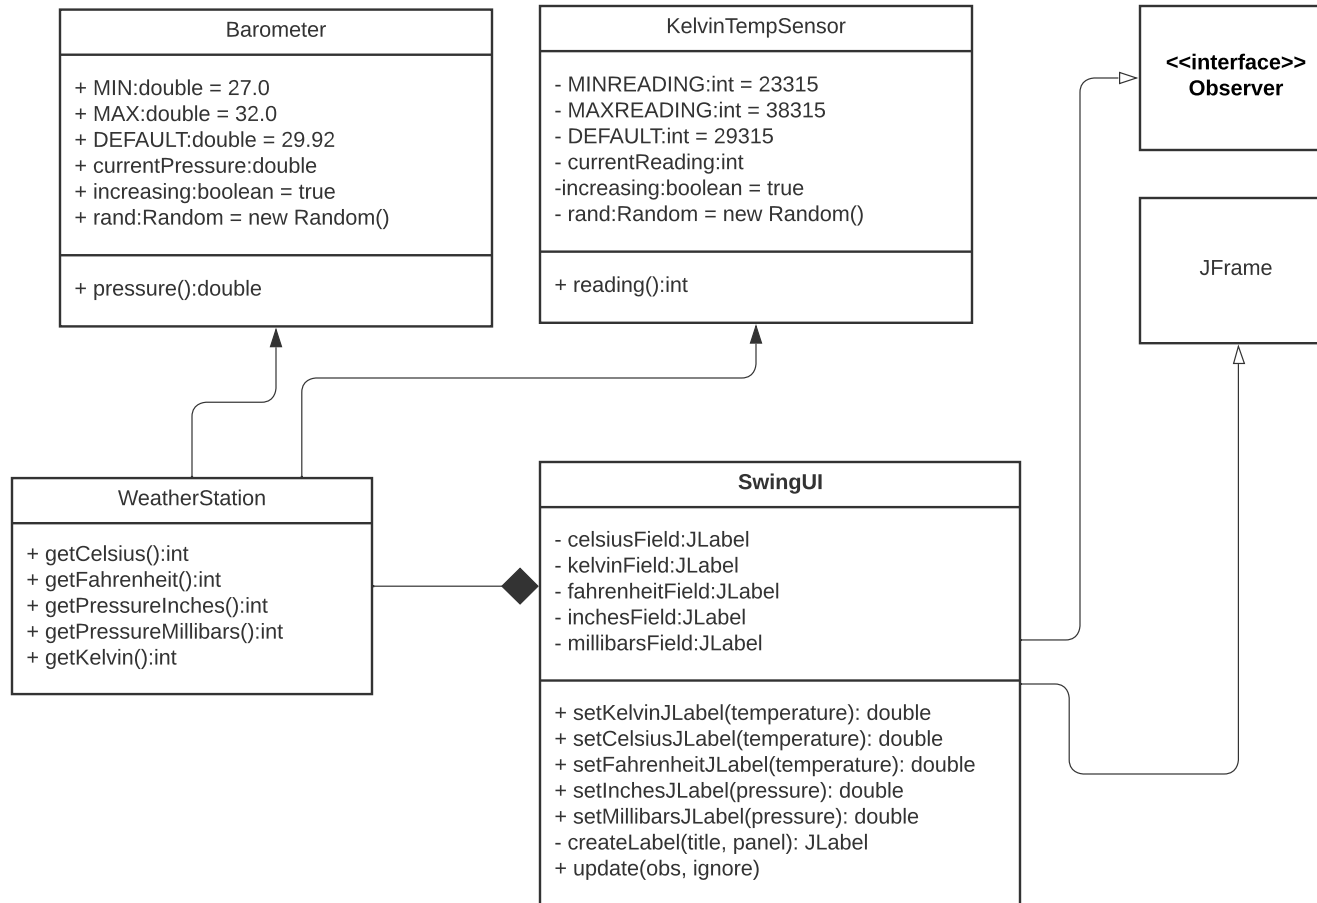 Barometer
+ MIN:double = 27.0
+ MAX:double = 32.0
+ DEFAULT:double = 29.92
+ currentPressure:double
+ increasing:boolean = true
+ rand:Random = new Random()
+ pressure():double
KelvinTempSensor
- MINREADING:int = 23315
- MAXREADING:int = 38315
- DEFAULT:int = 29315
- currentReading:int
-increasing:boolean = true
- rand:Random = new Random()
+ reading():int
<<interface>>
Observer
JFrame
WeatherStation
+ getCelsius():int
+ getFahrenheit():int
+ getPressureInches():int
+ getPressureMillibars():int
+ getKelvin():int
SwingUI
- celsiusField:JLabel
- kelvinField:JLabel
- fahrenheitField:JLabel
- inchesField:JLabel
- millibarsField:JLabel
+ setKelvinJLabel(temperature): double
+ setCelsiusJLabel(temperature): double
+ setFahrenheitJLabel(temperature): double
+ setInchesJLabel(pressure): double
+ setMillibarsJLabel(pressure): double
- createLabel(title, panel): JLabel
+ update(obs, ignore)